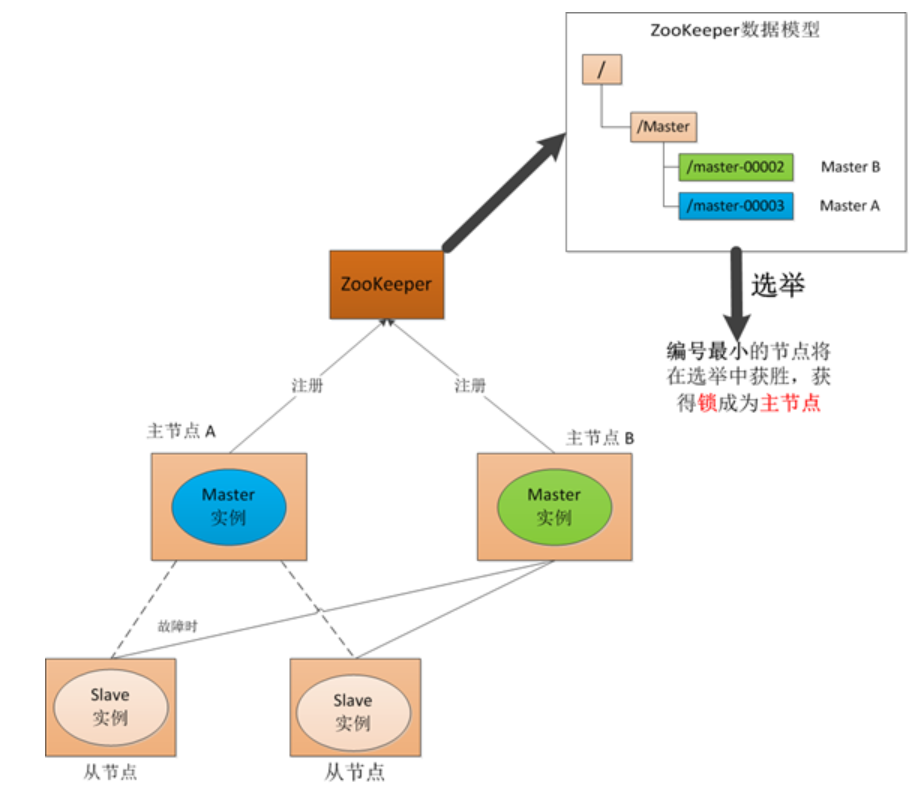 ZooKeeper数据模型
/
/Master
/master-00002
Master B
/master-00003
Master A
选举
编号最小的节点将
在选举中获胜，获
得锁成为主节点
ZooKeeper
注册
注册
主节点 A
主节点 B
Master
实例
Master
实例
故障时
Slave
实例
Slave
实例
从节点
从节点